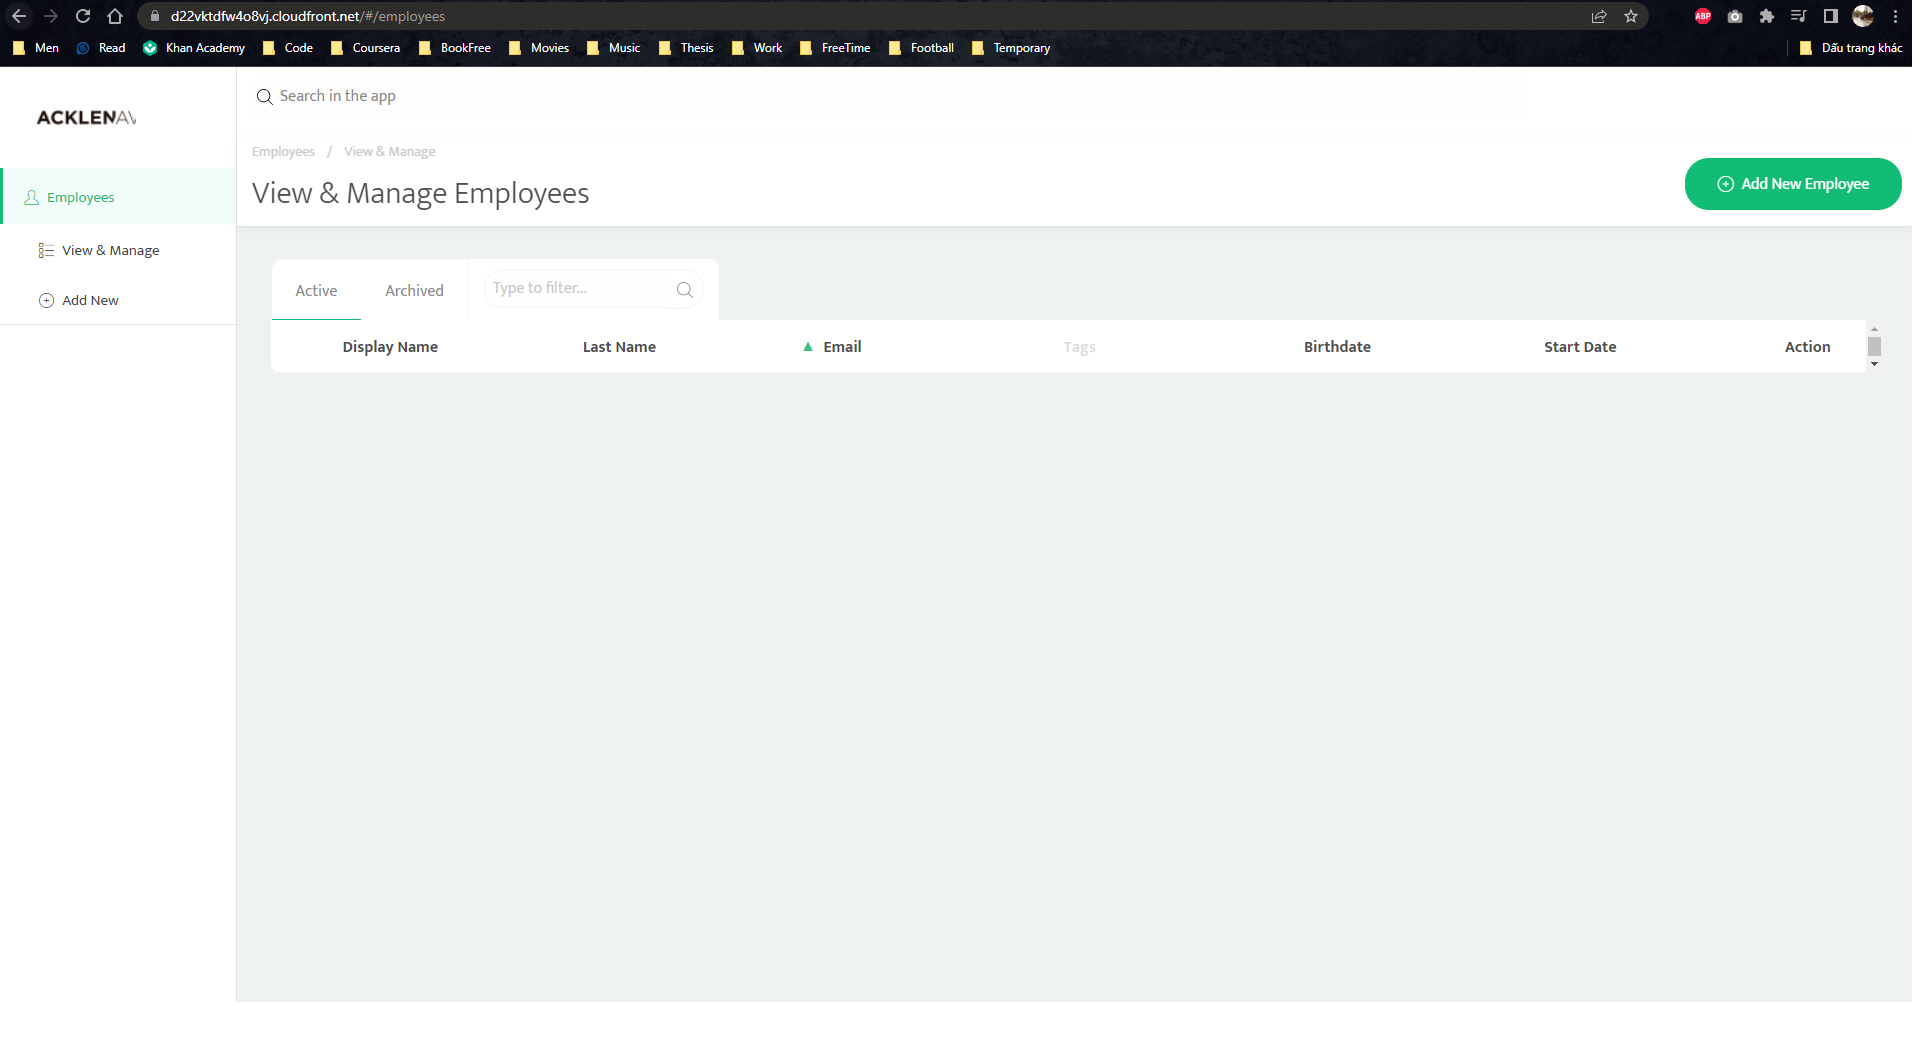 d22vktdfw4o8vj.cloudfront.net/#/employees
ABP
Men Read Khan Academy Code Coursera BookFree Movies Music Thesis Work FreeTime Football Temporary Dấu trang khác
ACKLENAV
Search in the app
Employees / View & Manage
View & Manage Employees
Add New Employee
Employees
View & Manage
Add New
Active Archived Type to filter...
Display Name Last Name Email Tags Birthdate Start Date Action